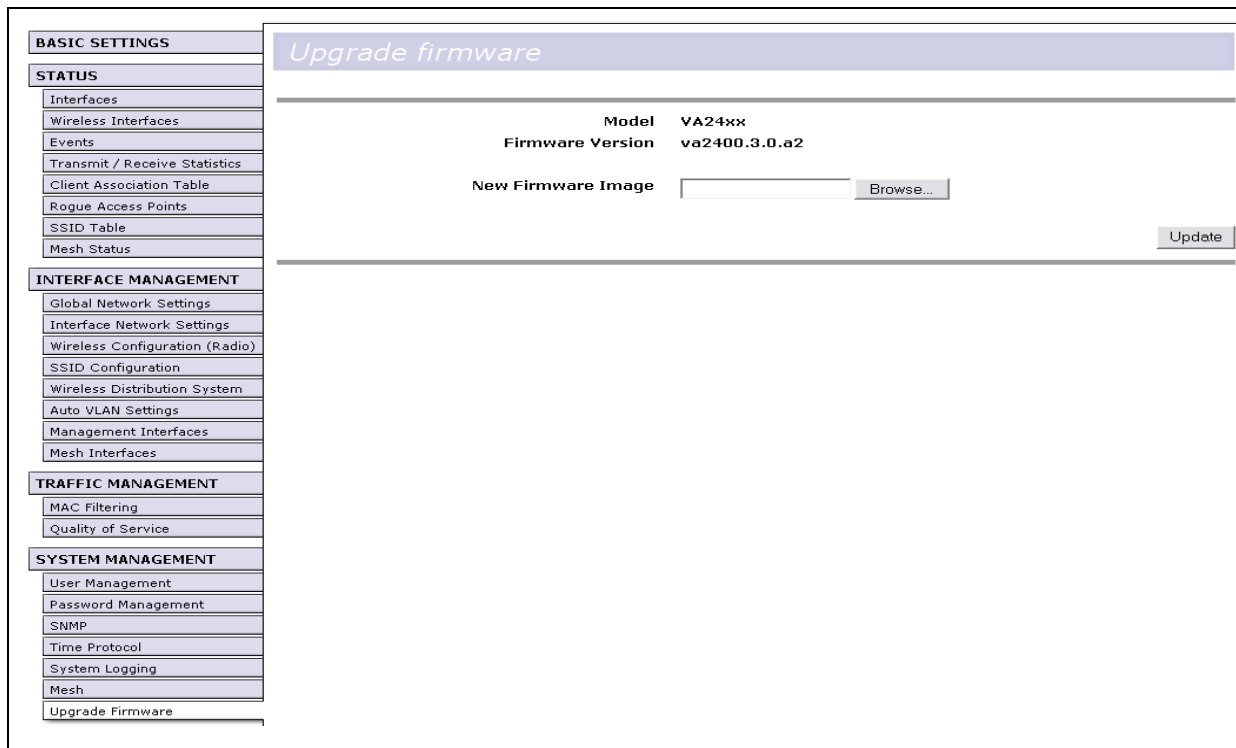 BASIC SETTINGS
STATUS
Interfaces
Wireless Interfaces
Events
Transmit / Receive Statistics
Client Association Table
Rogue Access Points
SSID Table
Mesh Status
INTERFACE MANAGEMENT
Global Network Settings
Interface Network Settings
Wireless Configuration (Radio)
SSID Configuration
Wireless Distribution System
Auto VLAN Settings
Management Interfaces
Mesh Interfaces
TRAFFIC MANAGEMENT
MAC Filtering
Quality of Service
SYSTEM MANAGEMENT
User Management
Password Management
SNMP
Time Protocol
System Logging
Mesh
Upgrade Firmware
Upgrade firmware
Model VA24xx
Firmware Version va2400.3.0.a2
New Firmware Image Browse...
Update